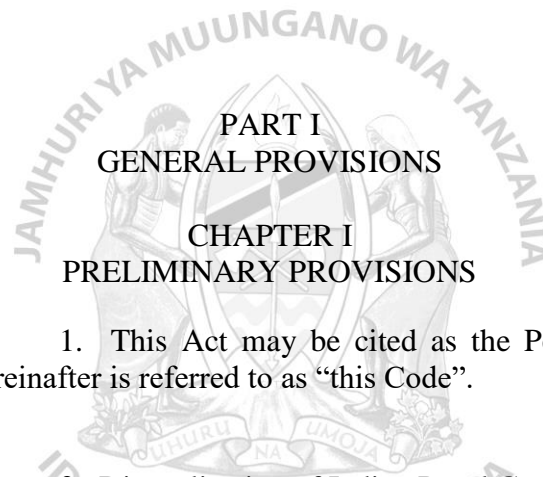 JAMHURI YA MUUNGANO WA TANZANIA
PART I
GENERAL PROVISIONS
CHAPTER I
PRELIMINARY PROVISIONS
1. This Act may be cited as the
reinafter is referred to as “this Code”.
UHURU NA UMOJA